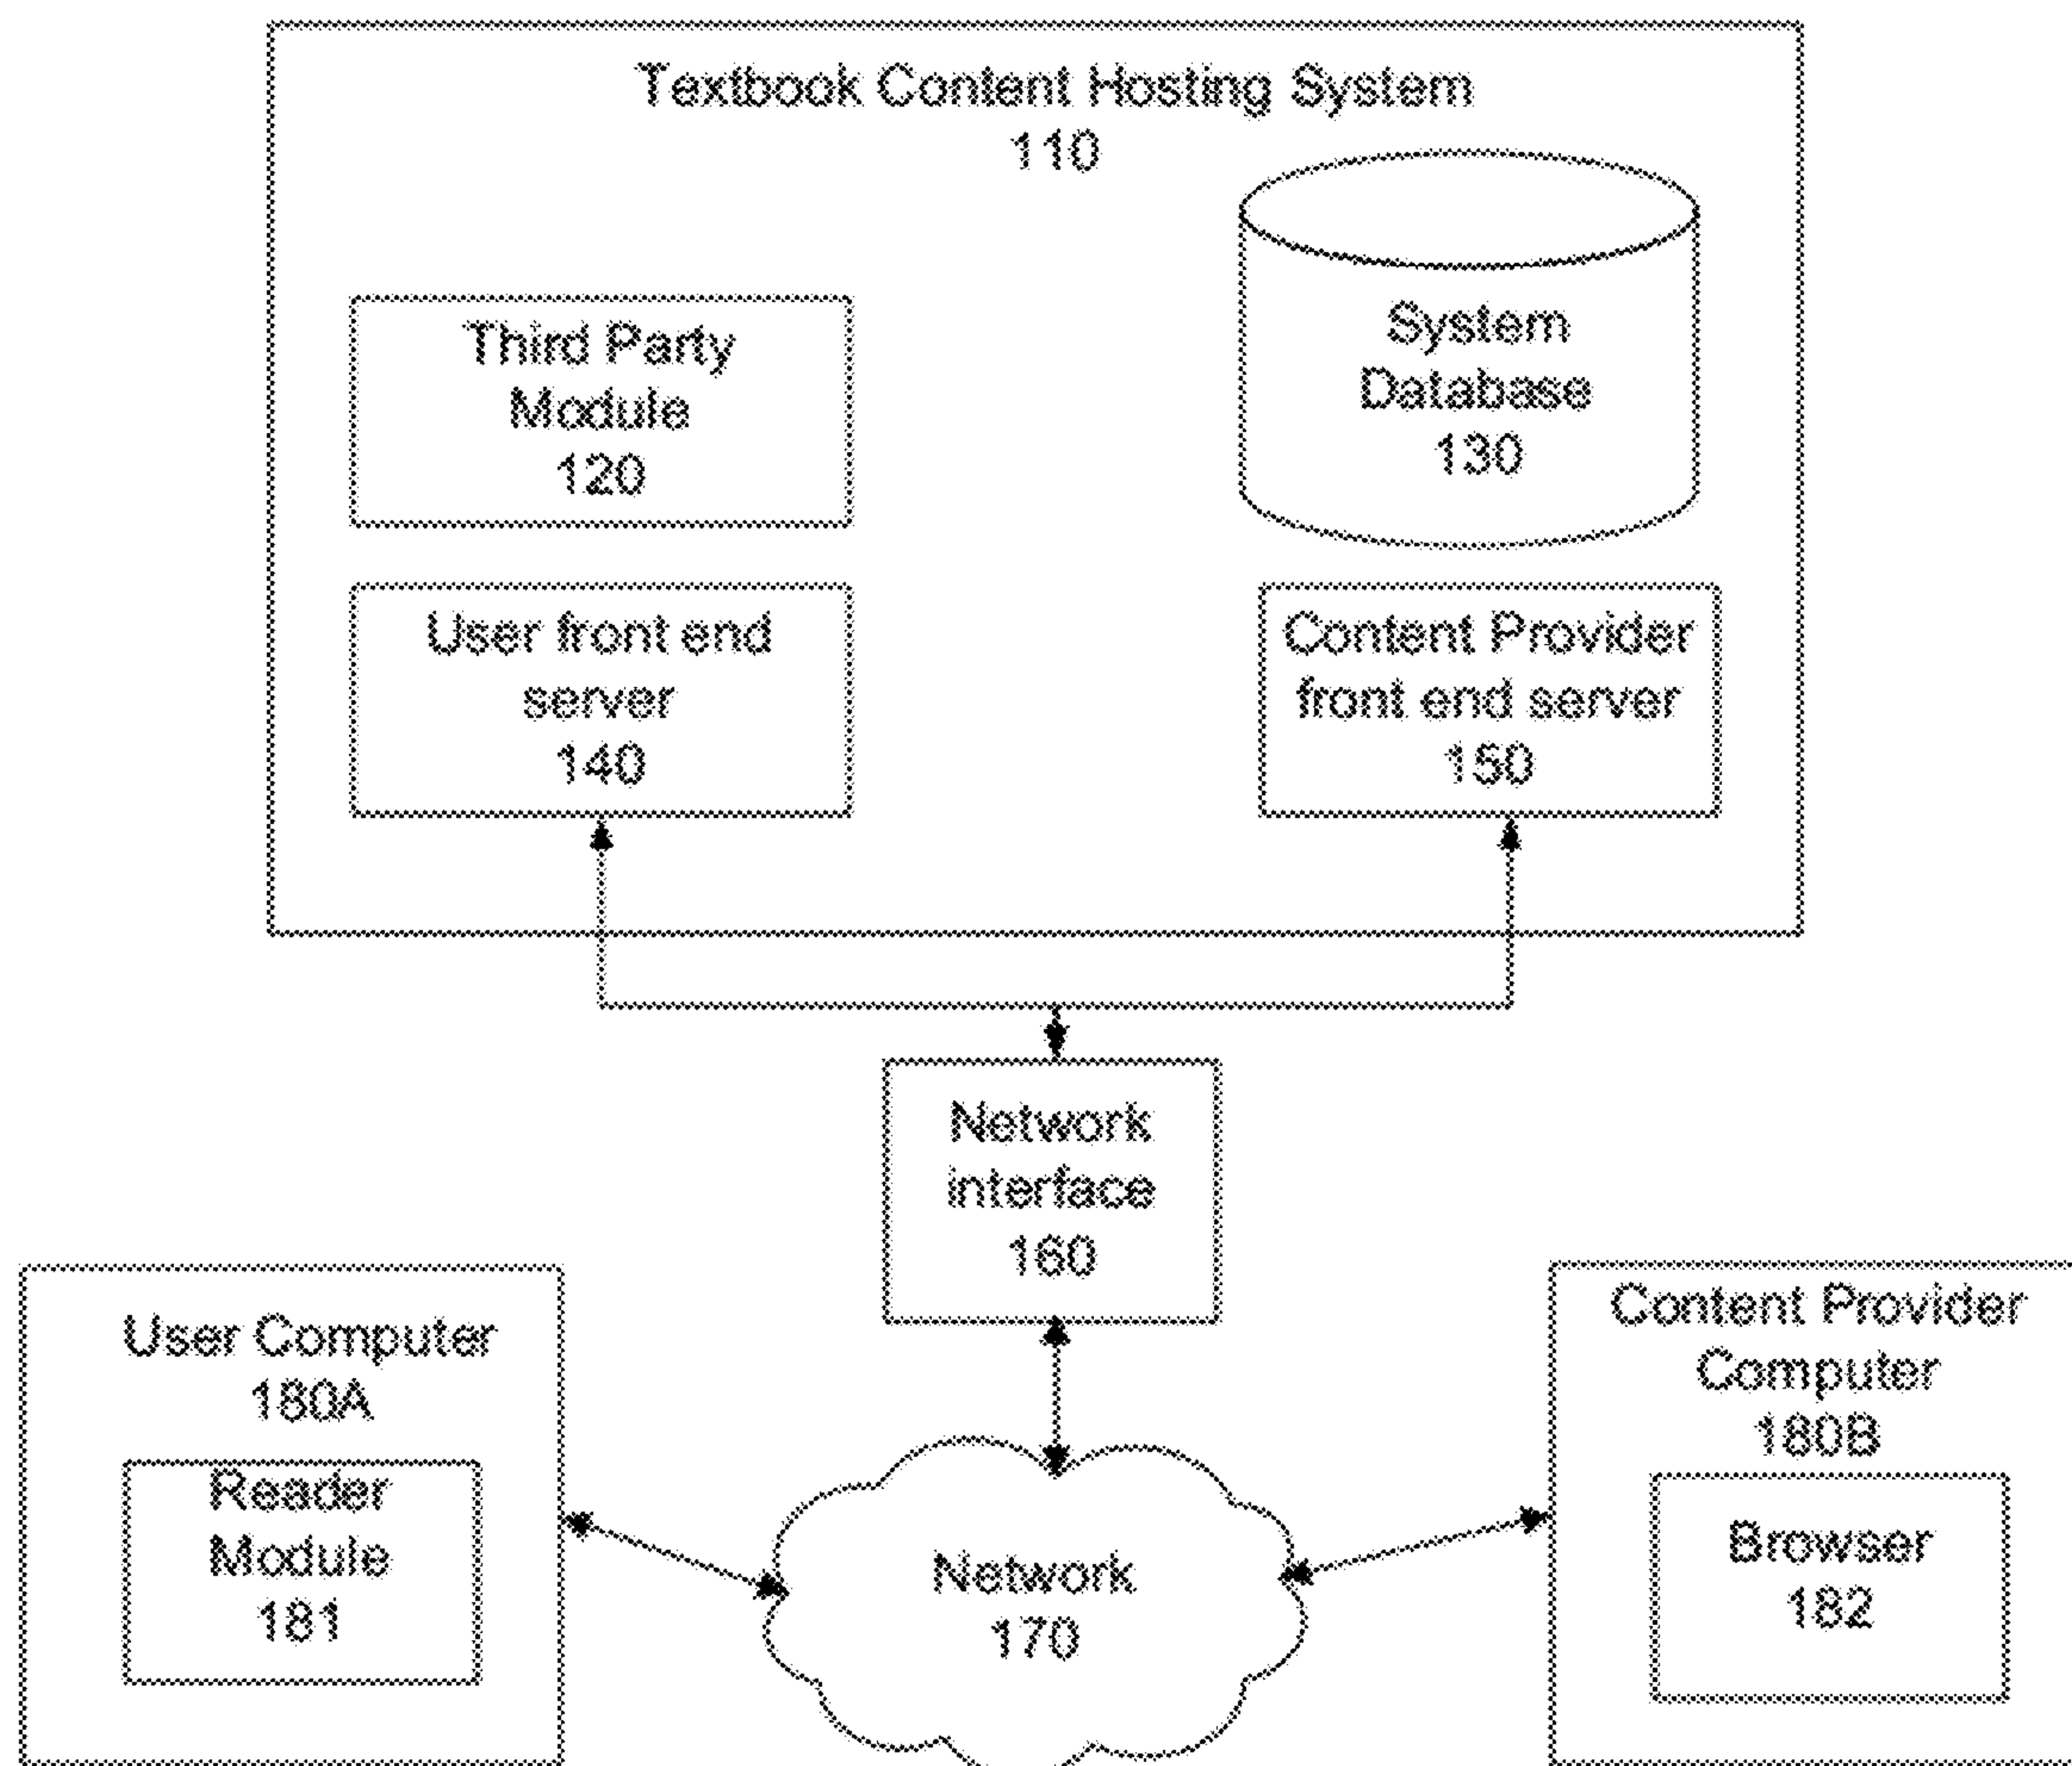 Textbook Content Hosting System
110
Third Party
Module
120
System
Database
130
User front end
server
140
Content Provider
front end server
150
Network
interface
160
User Computer
180A
Reader
Module
181
Network
170
Content Provider
Computer
180B
Browser
182